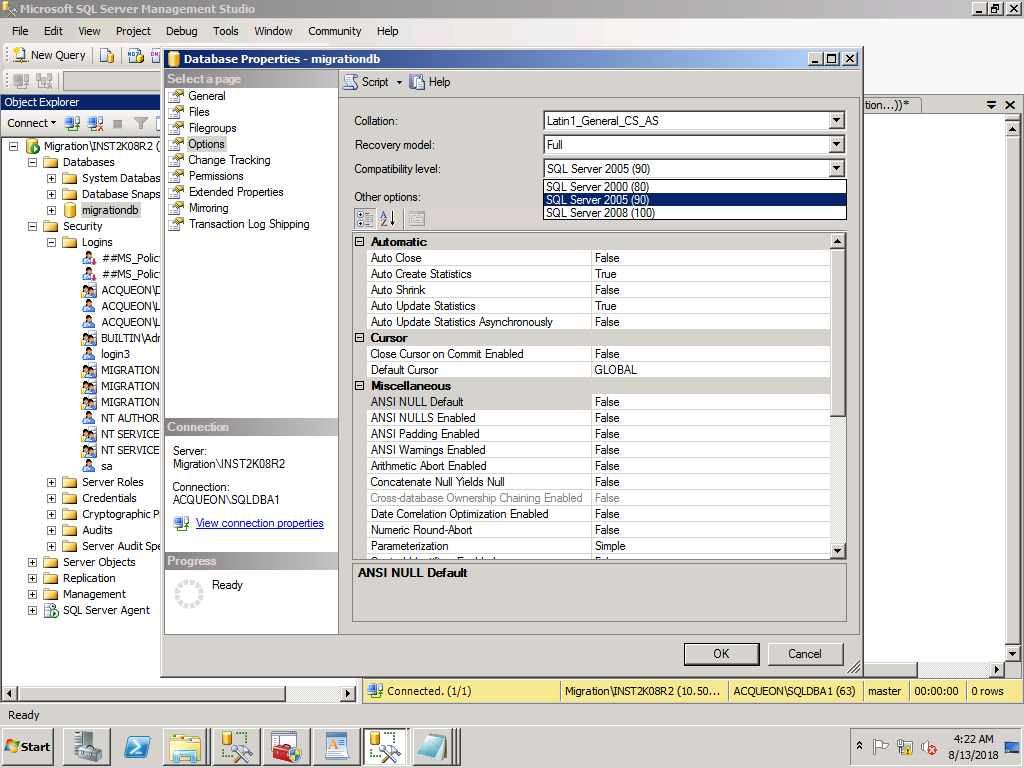 Microsoft SQL Server Management Studio
File Edit View Project Debug Tools Window Community Help
New Query
Database Properties - migrationdb
Select a page
General
Files
Filegroups
Options
Change Tracking
Permissions
Extended Properties
Mirroring
Transaction Log Shipping
Script Help
Object Explorer
Connect
Migration\INST2K08R2 (
Databases
System Databas
Database Snaps
migrationdb
Security
Logins
##MS_Polic
##MS_Polic
ACQUEON\D
ACQUEON\L
ACQUEON\L
BUILTIN\Adr
login3
MIGRATION
MIGRATION
MIGRATION
NT AUTHOR
NT SERVICE
NT SERVICE
sa
Server Roles
Credentials
Cryptographic P
Audits
Server Audit Spe
Server Objects
Replication
Management
SQL Server Agent
Collation: Latin1_General_CS_AS
Recovery model: Full
Compatibility level: SQL Server 2005 (90)
SQL Server 2000 (80)
SQL Server 2005 (90)
SQL Server 2008 (100)
Other options:
Automatic
Auto Close False
Auto Create Statistics True
Auto Shrink False
Auto Update Statistics True
Auto Update Statistics Asynchronously False
Cursor
Close Cursor on Commit Enabled False
Default Cursor GLOBAL
Miscellaneous
ANSI NULL Default False
ANSI NULLS Enabled False
ANSI Padding Enabled False
ANSI Warnings Enabled False
Arithmetic Abort Enabled False
Concatenate Null Yields Null False
Cross-database Ownership Chaining Enabled False
Date Correlation Optimization Enabled False
Numeric Round-Abort False
Parameterization Simple
ANSI NULL Default
Connection
Server:
Migration\INST2K08R2
Connection:
ACQUEON\SQLDBA1
View connection properties
Progress
Ready
OK Cancel
tion...))*
Connected. (1/1) Migration\INST2K08R2 (10.50... ACQUEON\SQLDBA1 (63) master 00:00:00 0 rows
Ready
Start
4:22 AM
8/13/2018